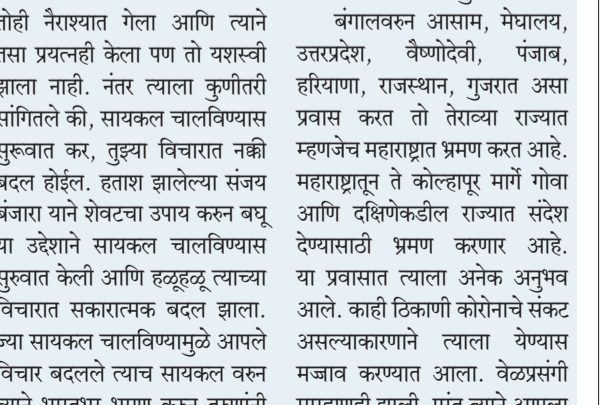 तोही नैराश्यात गेला आणि त्याने
तसा प्रयत्नही केला पण तो यशस्वी
झाला नाही. नंतर त्याला कुणीतरी
सांगितले की, सायकल चालविण्यास
सुरूवात कर, तुझ्या विचारात नक्की
बदल होईल. हताश झालेल्या संजय
बंजारा याने शेवटचा उपाय करुन बघू
या उद्देशाने सायकल चालविण्यास
सुरुवात केली आणि हळूहळू त्याच्या
विचारात सकारात्मक बदल झाला.
ज्या सायकल चालविण्यामुळे आपले
विचार बदलले त्याच सायकल वरुन
बंगालवरुन आसाम, मेघालय,
उत्तरप्रदेश, वैष्णोदेवी, पंजाब,
हरियाणा, राजस्थान, गुजरात असा
प्रवास करत तो तेराव्या राज्यात
म्हणजेच महाराष्ट्रात भ्रमण करत आहे.
महाराष्ट्रातून ते कोल्हापूर मार्गे गोवा
आणि दक्षिणेकडील राज्यात संदेश
देण्यासाठी भ्रमण करणार आहे.
या प्रवासात त्याला अनेक अनुभव
आले. काही ठिकाणी कोरोनाचे संकट
असल्याकारणाने त्याला येण्यास
मज्जाव करण्यात आला. वेळप्रसंगी